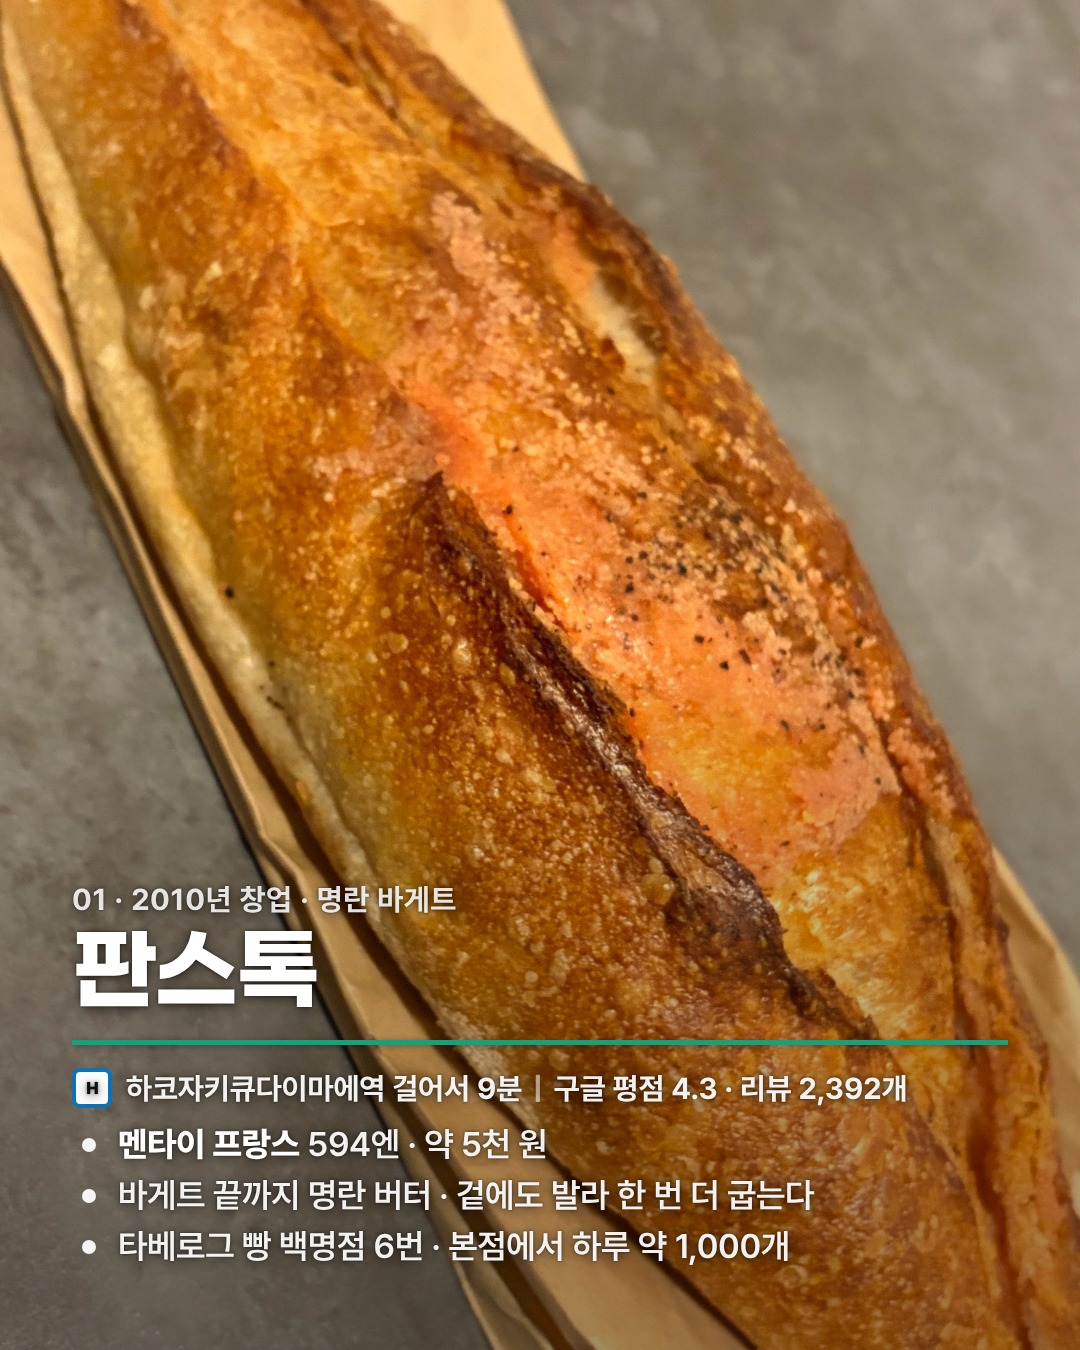 01 · 2010년 창업 · 명란 바게트
판스톡
H 하코자키큐다이마에역 걸어서 9분 | 구글 평점 4.3 · 리뷰 2,392개
• 멘타이 프랑스 594엔 · 약 5천 원
• 바게트 끝까지 명란 버터 · 겉에도 발라 한 번 더 굽는다
• 타베로그 빵 백명점 6번 · 본점에서 하루 약 1,000개